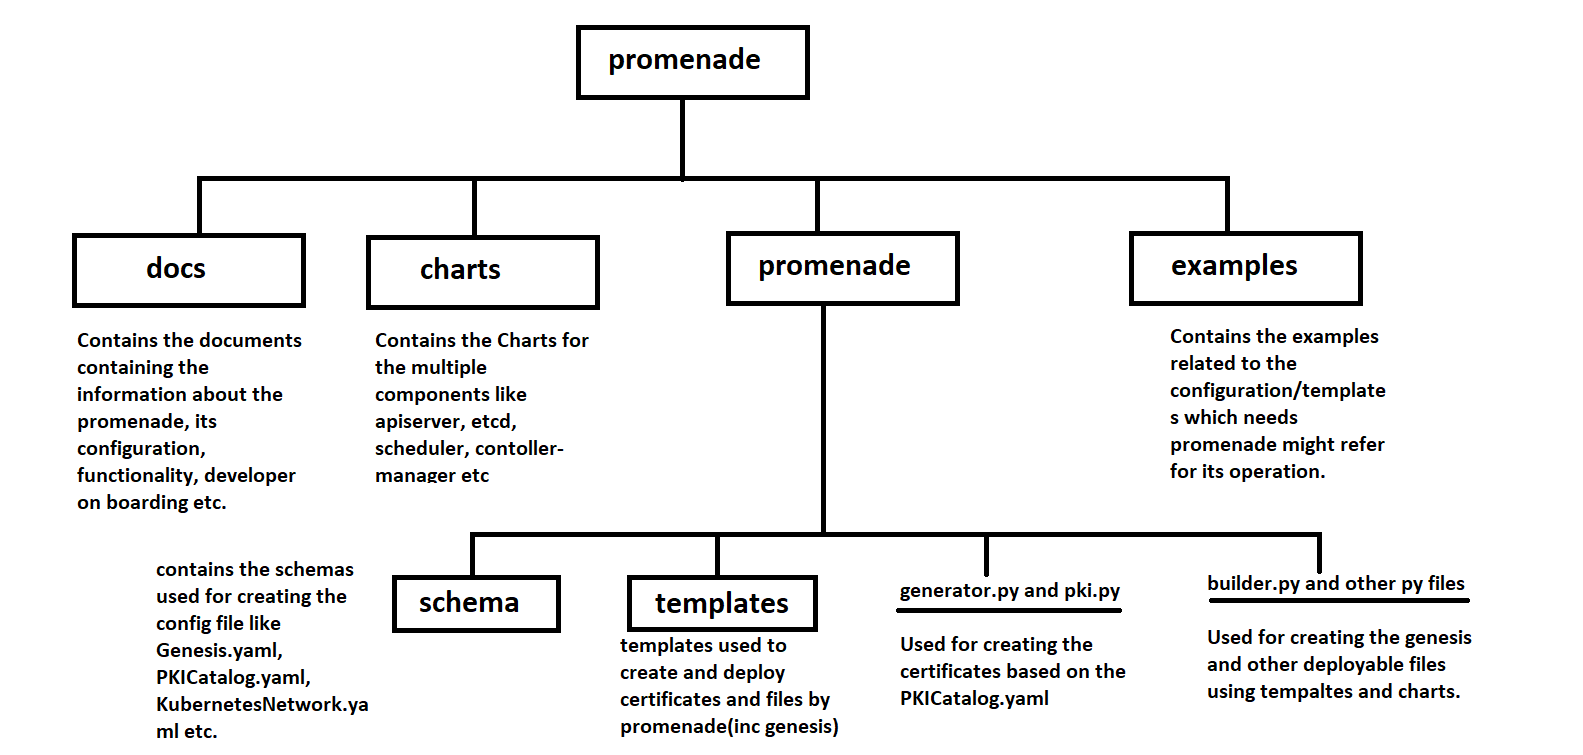 promenade
docs
charts
promenade
examples
Contains the documents
containing the
information about the
promenade, its
configuration,
functionality, developer
on boarding etc.
Contains the Charts for
the multiple
components like
apiserver, etcd,
scheduler, contoller-
manager etc
Contains the examples
related to the
configuration/template
s which needs
promenade might refer
for its operation.
contains the schemas
used for creating the
config file like
Genesis.yaml,
PKICatalog.yaml,
KubernetesNetwork.ya
ml etc.
schema
templates
templates used to
create and deploy
certificates and files by
promenade(inc genesis)
generator.py and pki.py
Used for creating the
certificates based on the
PKICatalog.yaml
builder.py and other py files
Used for creating the genesis
and other deployable files
using tempaltes and charts.